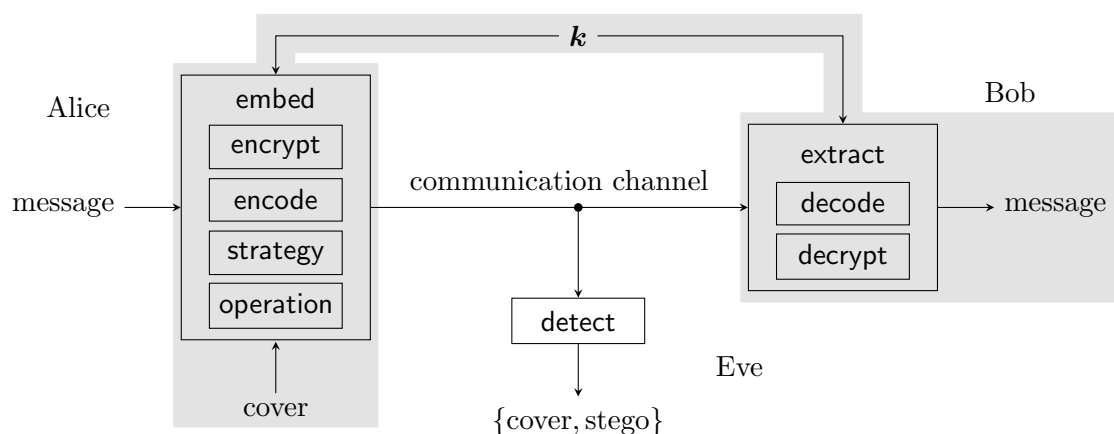 k
embed
Alice
Bob
encrypt
extract
communication channel
message
encode
decode
message
strategy
decrypt
operation
detect
Eve
cover
{cover, stego}